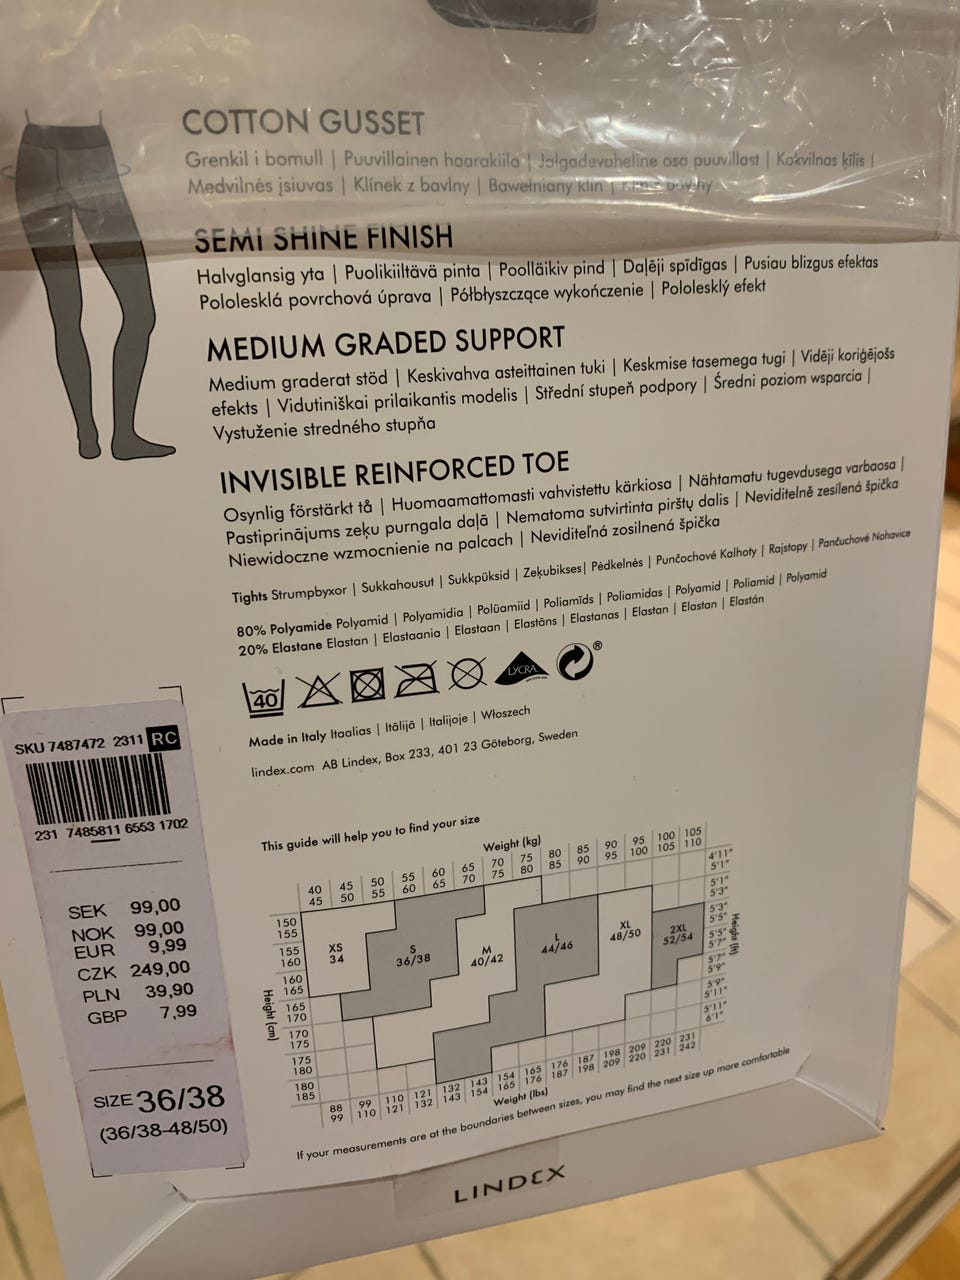 COTTON GUSSET
Grenkil i bomull | Puuvillainen haarakiila | Jalgadevaheline osa puuvillast | Kokvilnas ķīlis |
Medvilnės įsiuvas | Klínek z bavlny | Bawełniany klin |
SEMI SHINE FINISH
Halvglansig yta | Puolikiiltävä pinta | Poolläikiv pind | Daļēji spīdīgas | Pusiau blizgus efektas
Pololesklá povrchová úprava | Półbłyszczące wykończenie | Pololesklý efekt
MEDIUM GRADED SUPPORT
Medium graderat stöd | Keskivahva asteittainen tuki | Keskmise tasemega tugi | Vidēji koriģējošs
efekts | Vidutiniškai prilaikantis modelis | Střední stupeň podpory | Średni poziom wsparcia |
Vystuženie stredného stupňa
INVISIBLE REINFORCED TOE
Osynlig förstärkt tå | Huomaamattomasti vahvistettu kärkiosa | Nähtamatu tugevdusega varbaosa |
Pastiprinājums zeķu purngala daļā | Nematoma sutvirtinta pirštų dalis | Neviditelně zesílená špička
Niewidoczne wzmocnienie na palcach | Neviditeľná zosilnená špička
Tights Strumpbyxor | Sukkahousut | Sukkpüksid | Zeķubikses| Pėdkelnės | Punčochové Kalhoty | Rajstopy | Pančuchové Nohavice
80% Polyamide Polyamid | Polyamidia | Polüamiid | Poliamīds | Poliamidas | Polyamid | Poliamid | Polyamid
20% Elastane Elastan | Elastaania | Elastaan | Elastāns | Elastanas | Elastan | Elastan | Elastán
40 LYCRA ®
Made in Italy Itaalias | Itālijā | Italijoje | Włoszech
lindex.com AB Lindex, Box 233, 401 23 Göteborg, Sweden
SKU 7487472 2311 RC
231 7485811 6553 1702
SEK 99,00
NOK 99,00
EUR 9,99
CZK 249,00
PLN 39,90
GBP 7,99
SIZE 36/38
(36/38-48/50)
This guide will help you to find your size
Weight (kg)
40 45 50 55 60 65 70 75 80 85 90 95 100 105
45 50 55 60 65 70 75 80 85 90 95 100 105 110
Height (cm)
150
155
155
160
160
165
165
170
170
175
175
180
180
185
XS
34
S
36/38
M
40/42
L
44/46
XL
48/50
2XL
52/54
4'11"
5'1"
5'1"
5'3"
5'3"
5'5"
5'5"
5'7"
5'7"
5'9"
5'9"
5'11"
5'11"
6'1"
Height (ft)
88 99 110 121 132 143 154 165 176 187 198 209 220 231
99 110 121 132 143 154 165 176 187 198 209 220 231 242
Weight (lbs)
If your measurements are at the boundaries between sizes, you may find the next size up more comfortable
LINDEX